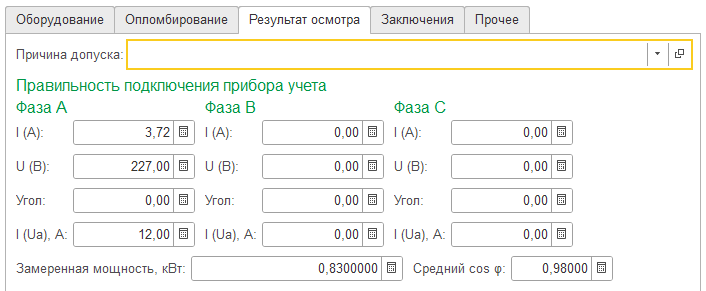 Оборудование Опломбирование Результат осмотра Заключения Прочее
Причина допуска:
Правильность подключения прибора учета
Фаза А Фаза В Фаза С
I (А): 3,72 I (А): 0,00 I (А): 0,00
U (В): 227,00 U (В): 0,00 U (В): 0,00
Угол: 0,00 Угол: 0,00 Угол: 0,00
I (Ua), А: 12,00 I (Ua), А: 0,00 I (Ua), А: 0,00
Замеренная мощность, кВт: 0,8300000 Средний cos φ: 0,98000